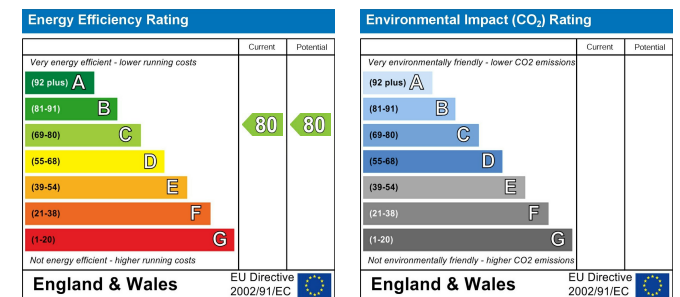 Energy Efficiency Rating
Current Potential
Very energy efficient - lower running costs
(92 plus) A
(81-91) B
(69-80) C
80 80
(55-68) D
(39-54) E
(21-38) F
(1-20) G
Not energy efficient - higher running costs
England & Wales
EU Directive
2002/91/EC
Environmental Impact (CO₂) Rating
Current Potential
Very environmentally friendly - lower CO2 emissions
(92 plus) A
(81-91) B
(69-80) C
(55-68) D
(39-54) E
(21-38) F
(1-20) G
Not environmentally friendly - higher CO2 emissions
England & Wales
EU Directive
2002/91/EC